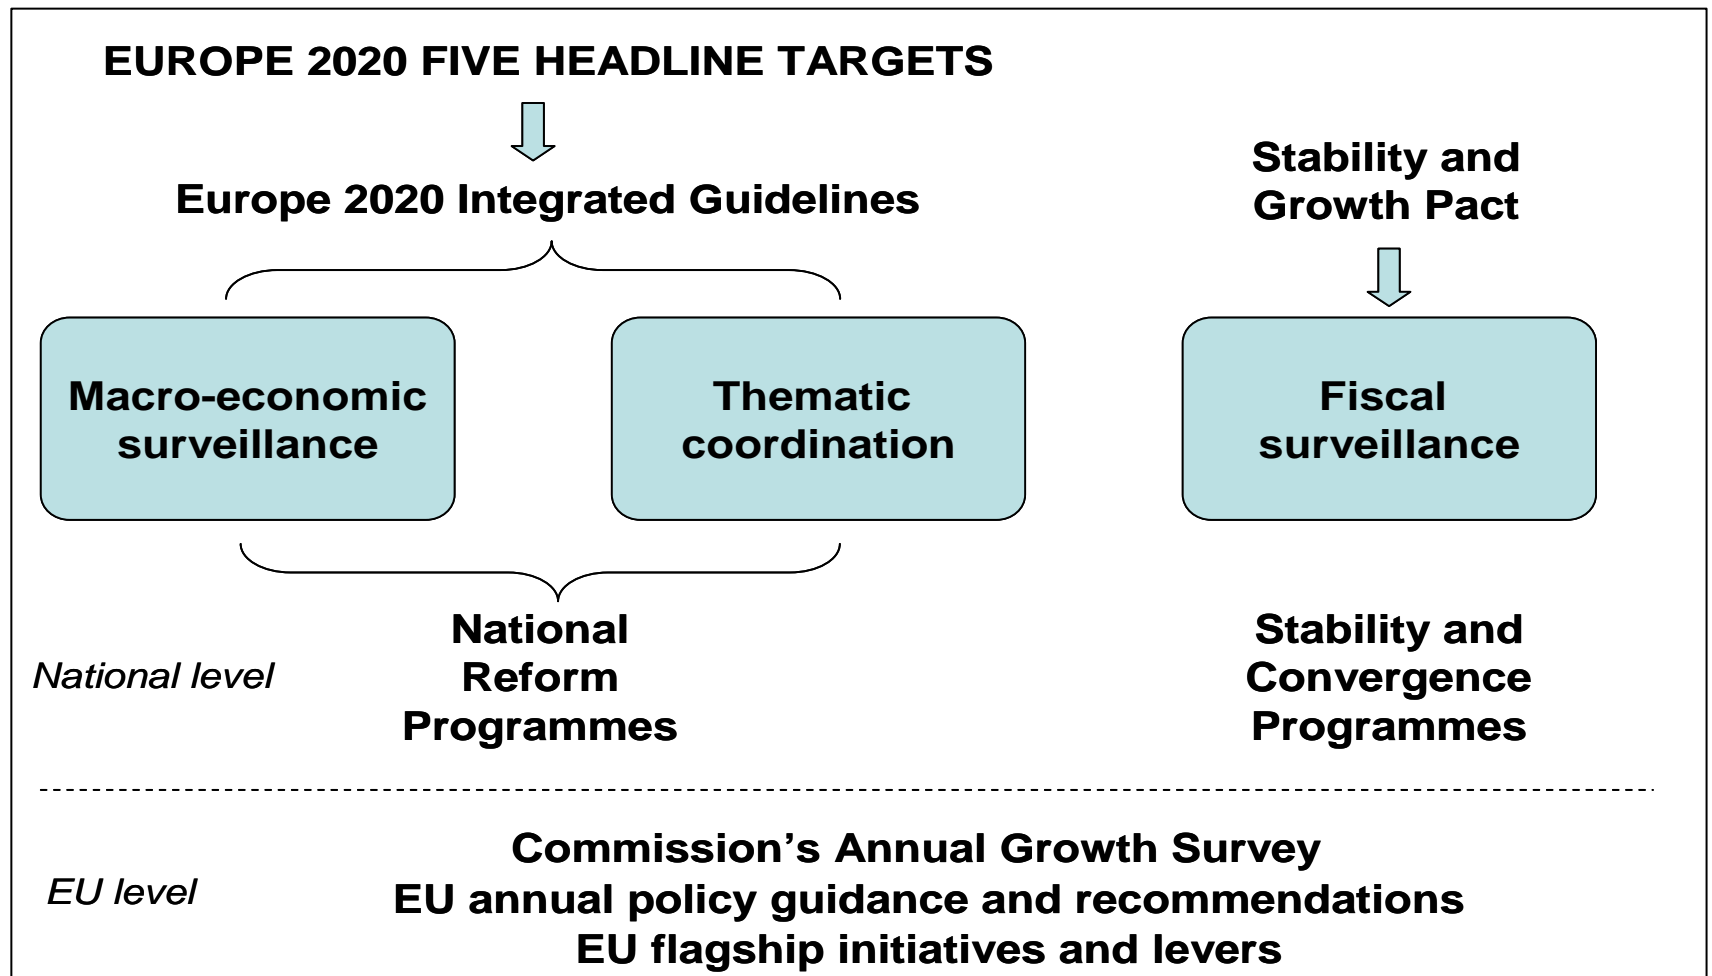 EUROPE 2020 FIVE HEADLINE TARGETS
Europe 2020 Integrated Guidelines
Stability and
Growth Pact
Macro-economic
surveillance
Thematic
coordination
Fiscal
surveillance
National level
National
Reform
Programmes
Stability and
Convergence
Programmes
EU level
Commission’s Annual Growth Survey
EU annual policy guidance and recommendations
EU flagship initiatives and levers